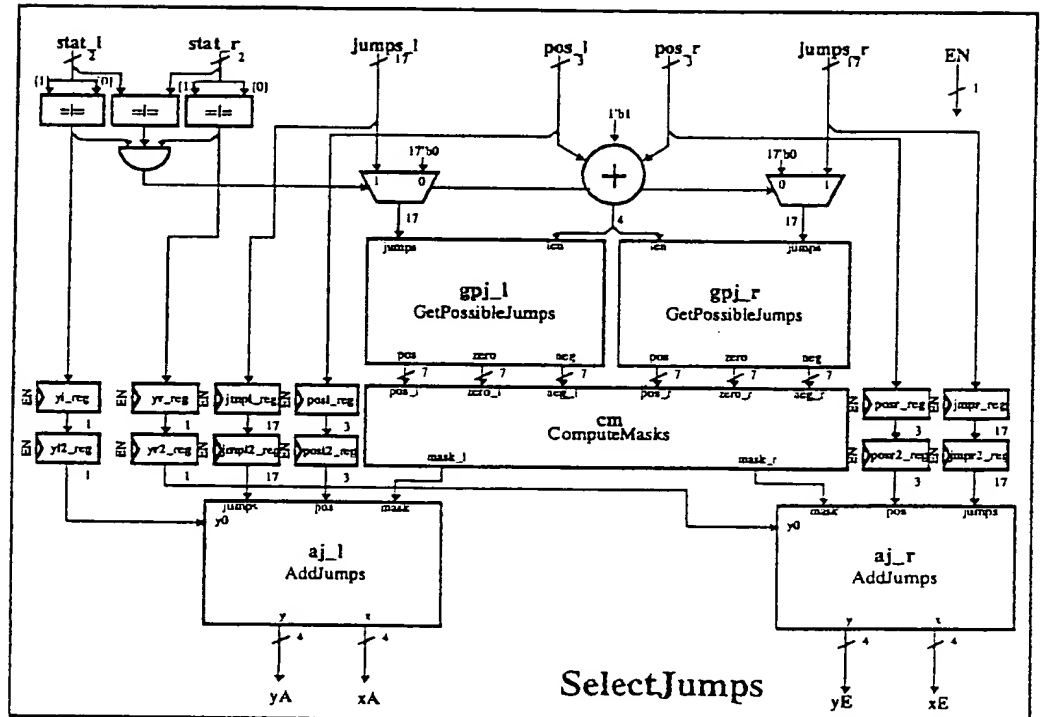 stat_l stat_r jumps_l pos_l pos_r jumps_r EN
2 2 17 3 3 17 1
[1] [0] [1] [0]
=|= =|= =|=
1'b1
17'b0 17'b0
1 0 + 0 1
17 4 17
jumps len len jumps
gpj_l gpj_r
GetPossibleJumps GetPossibleJumps
pos zero neg pos zero neg
7 7 7 7 7 7
pos_l zero_l neg_l pos_r zero_r neg_r
EN yl_reg EN yr_reg EN jmpl_reg EN posl_reg EN posr_reg EN jmpr_reg
cm
ComputeMasks
1 1 17 3 3 17
EN yl2_reg EN yr2_reg EN jmpl2_reg EN posl2_reg EN posr2_reg EN jmpr2_reg
mask_l mask_r
1 1 17 3 3 17
jumps pos mask mask pos jumps
y0 y0
aj_l aj_r
AddJumps AddJumps
y x y x
4 4 4 4
yA xA yE xE
SelectJumps